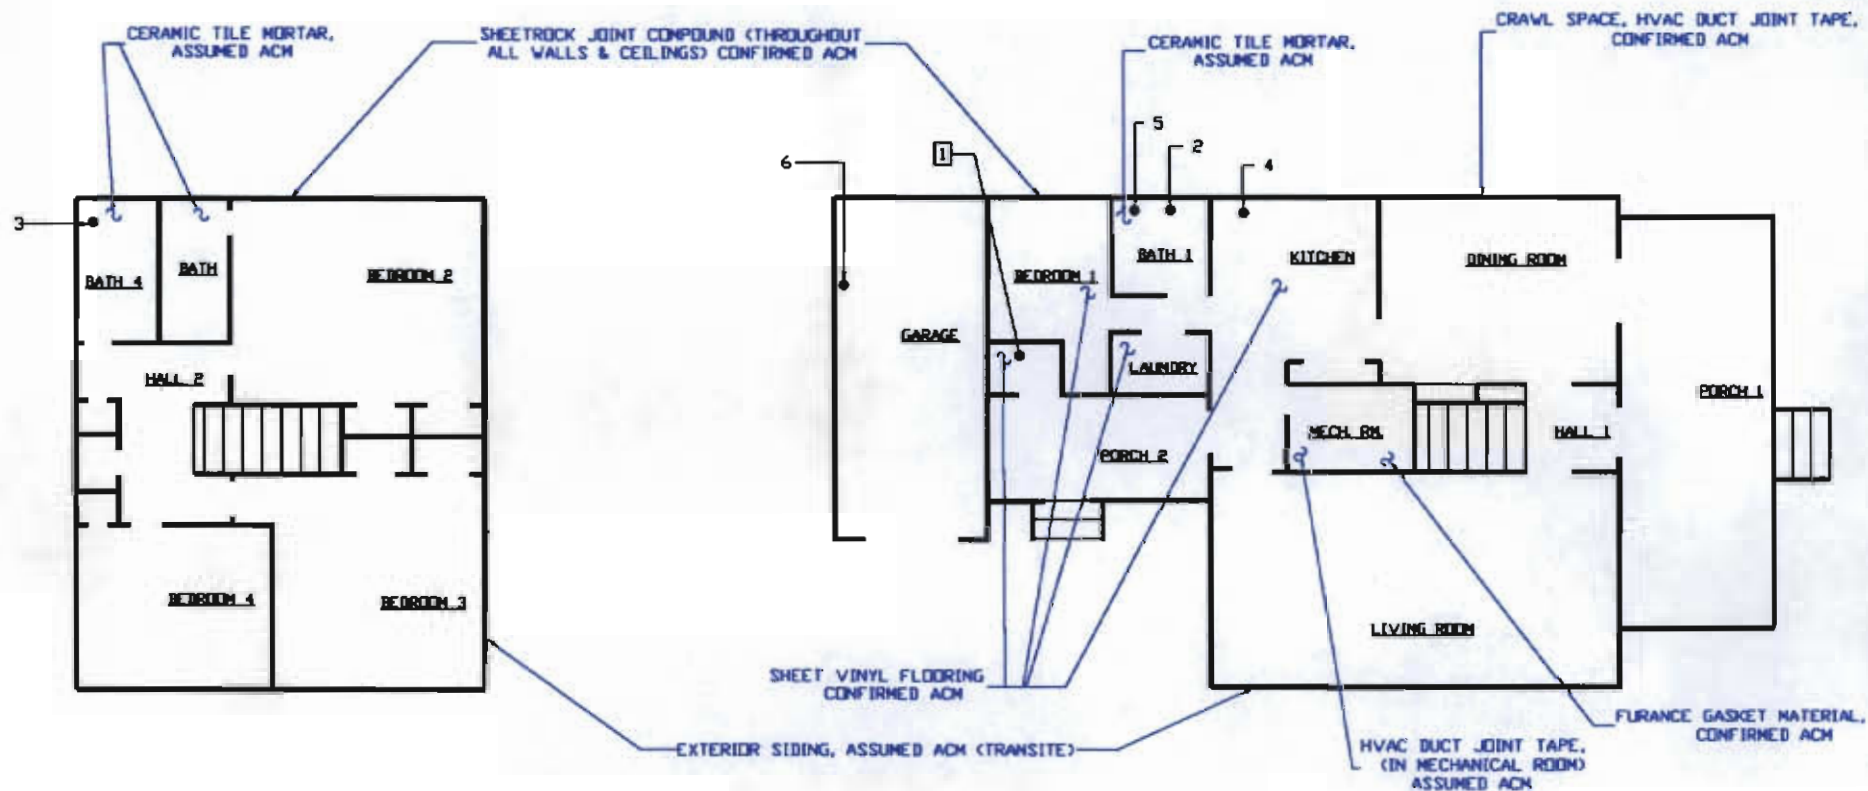 CERAMIC TILE MORTAR,
ASSUMED ACM
SHEETROCK JOINT COMPOUND (THROUGHOUT
ALL WALLS & CEILINGS) CONFIRMED ACM
CERAMIC TILE MORTAR,
ASSUMED ACM
CRAWL SPACE, HVAC DUCT JOINT TAPE,
CONFIRMED ACM
5
2
1
6
4
3
BATH 4
BATH
BEDROOM 2
HALL 2
BEDROOM 4
BEDROOM 3
GARAGE
BEDROOM 1
BATH 1
KITCHEN
DINING ROOM
LAUNDRY
PORCH 1
MECH. RM.
HALL 1
PORCH 2
LIVING ROOM
SHEET VINYL FLOORING
CONFIRMED ACM
EXTERIOR SIDING, ASSUMED ACM (TRANSITE)
HVAC DUCT JOINT TAPE,
(IN MECHANICAL ROOM)
ASSUMED ACM
FURANCE GASKET MATERIAL,
CONFIRMED ACM